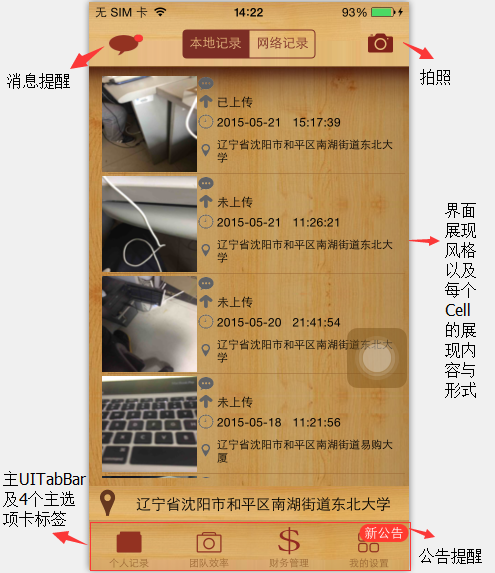 无 SIM 卡 14:22 93%
本地记录 网络记录
消息提醒
拍照
已上传
2015-05-21 15:17:39
辽宁省沈阳市和平区南湖街道东北大
学
未上传
2015-05-21 11:26:21
辽宁省沈阳市和平区南湖街道东北大
学
界面
展现
风格
以及
每个
Cell
的展
现内
容与
形式
未上传
2015-05-20 21:41:54
辽宁省沈阳市和平区南湖街道东北大
学
未上传
2015-05-18 11:21:56
辽宁省沈阳市和平区南湖街道易购大
厦
主UITabBar
及4个主选
项卡标签
辽宁省沈阳市和平区南湖街道东北大学
新公告
公告提醒
个人记录 团队效率 财务管理 我的设置